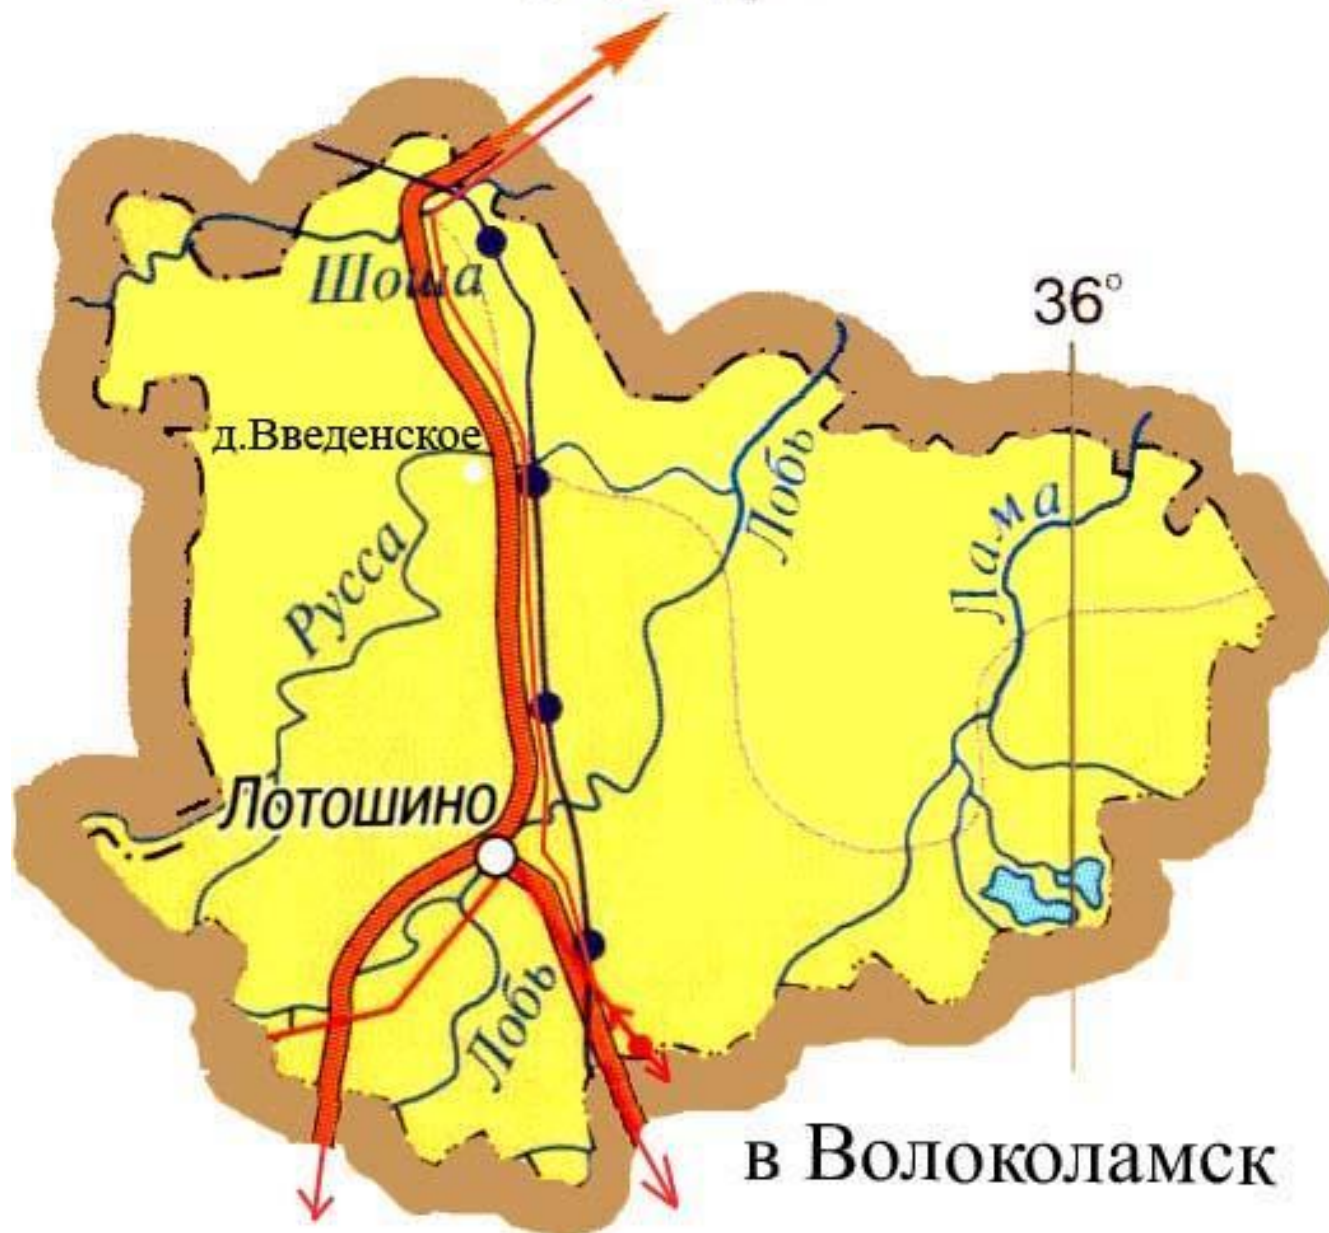 Шоша
36°
д.Введенское
Лобь
Лама
Русса
Лотошино
Лобь
в Волоколамск